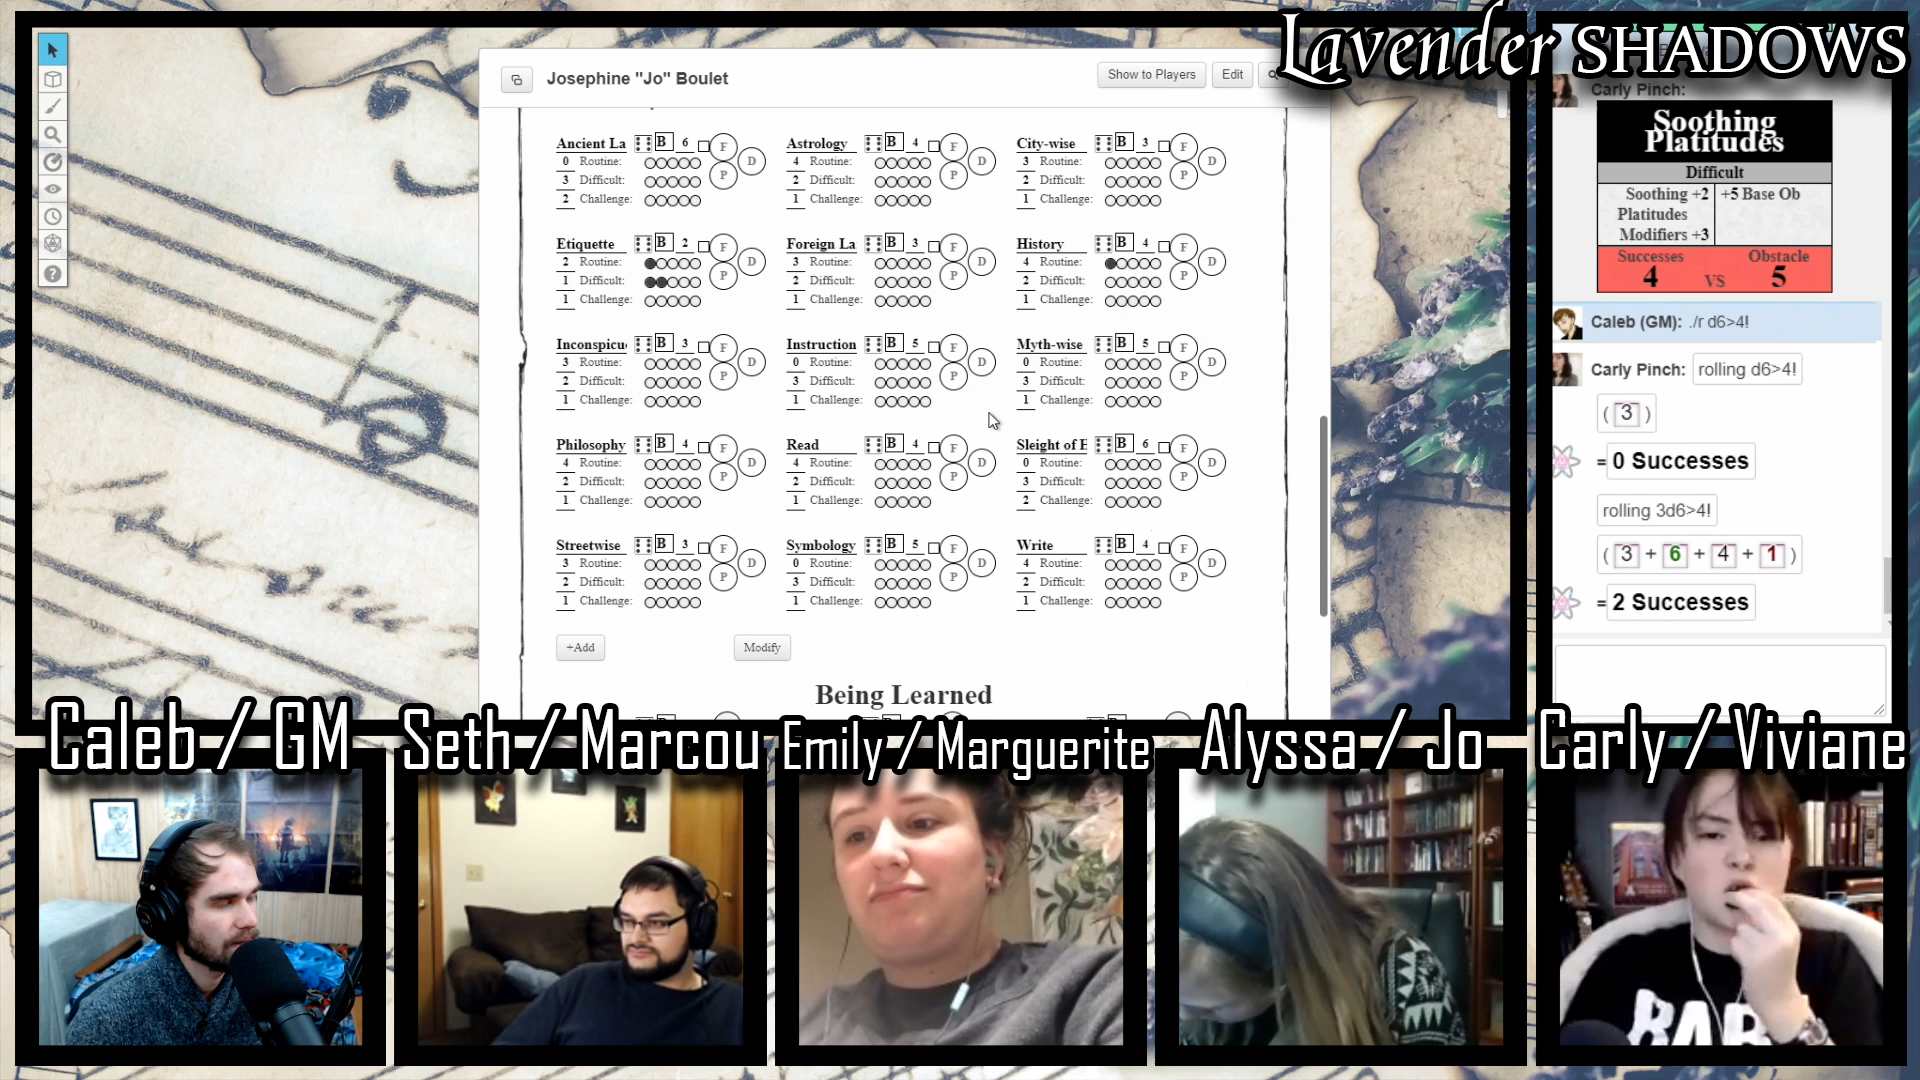 Lavender SHADOWS
Josephine "Jo" Boulet
Show to Players
Edit
Ancient La B 6 F D P
0 Routine:
3 Difficult:
2 Challenge:
Astrology B 4 F D P
4 Routine:
2 Difficult:
1 Challenge:
City-wise B 3 F D P
3 Routine:
2 Difficult:
1 Challenge:
Etiquette B 2 F D P
2 Routine:
1 Difficult:
1 Challenge:
Foreign La B 3 F D P
3 Routine:
2 Difficult:
1 Challenge:
History B 4 F D P
4 Routine:
2 Difficult:
1 Challenge:
Inconspicu B 3 F D P
3 Routine:
2 Difficult:
1 Challenge:
Instruction B 5 F D P
0 Routine:
3 Difficult:
1 Challenge:
Myth-wise B 5 F D P
0 Routine:
3 Difficult:
1 Challenge:
Philosophy B 4 F D P
4 Routine:
2 Difficult:
1 Challenge:
Read B 4 F D P
4 Routine:
2 Difficult:
1 Challenge:
Sleight of H B 6 F D P
0 Routine:
3 Difficult:
2 Challenge:
Streetwise B 3 F D P
3 Routine:
2 Difficult:
1 Challenge:
Symbology B 5 F D P
0 Routine:
3 Difficult:
1 Challenge:
Write B 4 F D P
4 Routine:
2 Difficult:
1 Challenge:
+Add
Modify
Being Learned
Carly Pinch:
Soothing
Platitudes
Difficult
Soothing +2
Platitudes
Modifiers +3
+5 Base Ob
Successes Obstacle
4 VS 5
Caleb (GM): ./r d6>4!
Carly Pinch: rolling d6>4!
( 3 )
= 0 Successes
rolling 3d6>4!
( 3 + 6 + 4 + 1 )
= 2 Successes
Caleb / GM
Seth / Marcou
Emily / Marguerite
Alyssa / Jo
Carly / Viviane